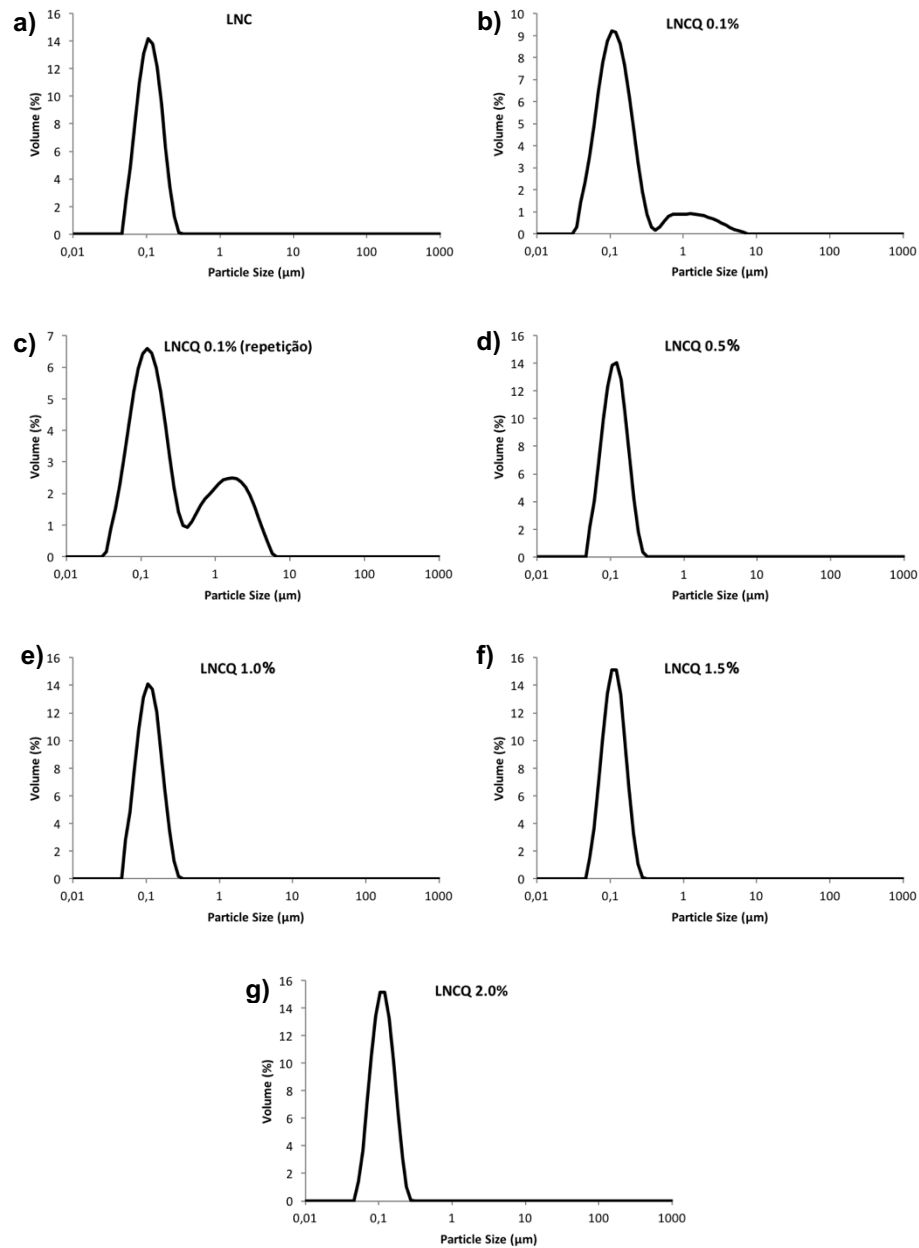 a)
LNC
Volume (%)
16
14
12
10
8
6
4
2
0
0,01 0,1 1 10 100 1000
Particle Size (µm)
b)
LNCQ 0.1%
Volume (%)
10
9
8
7
6
5
4
3
2
1
0
0,01 0,1 1 10 100 1000
Particle Size (µm)
c)
LNCQ 0.1% (repetição)
Volume (%)
7
6
5
4
3
2
1
0
0,01 0,1 1 10 100 1000
Particle Size (µm)
d)
LNCQ 0.5%
Volume (%)
16
14
12
10
8
6
4
2
0
0,01 0,1 1 10 100 1000
Particle Size (µm)
e)
LNCQ 1.0%
Volume (%)
16
14
12
10
8
6
4
2
0
0,01 0,1 1 10 100 1000
Particle Size (µm)
f)
LNCQ 1.5%
Volume (%)
16
14
12
10
8
6
4
2
0
0,01 0,1 1 10 100 1000
Particle Size (µm)
g)
LNCQ 2.0%
Volume (%)
16
14
12
10
8
6
4
2
0
0,01 0,1 1 10 100 1000
Particle Size (µm)